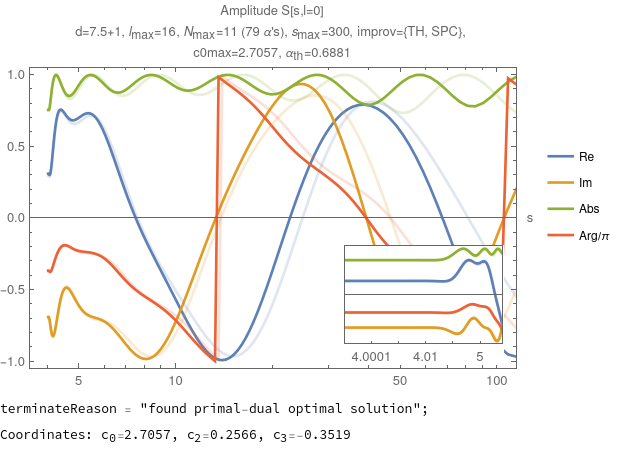 Amplitude S[s,l=0]
d=7.5+1, lmax=16, Nmax=11 (79 α's), smax=300, improv={TH, SPC},
c0max=2.7057, αth=0.6881
1.0
0.5
0.0
-0.5
-1.0
5
10
50
100
s
Re
Im
Abs
Arg/π
4.0001
4.01
5
terminateReason = "found primal-dual optimal solution";
Coordinates: c0=2.7057, c2=0.2566, c3=-0.3519